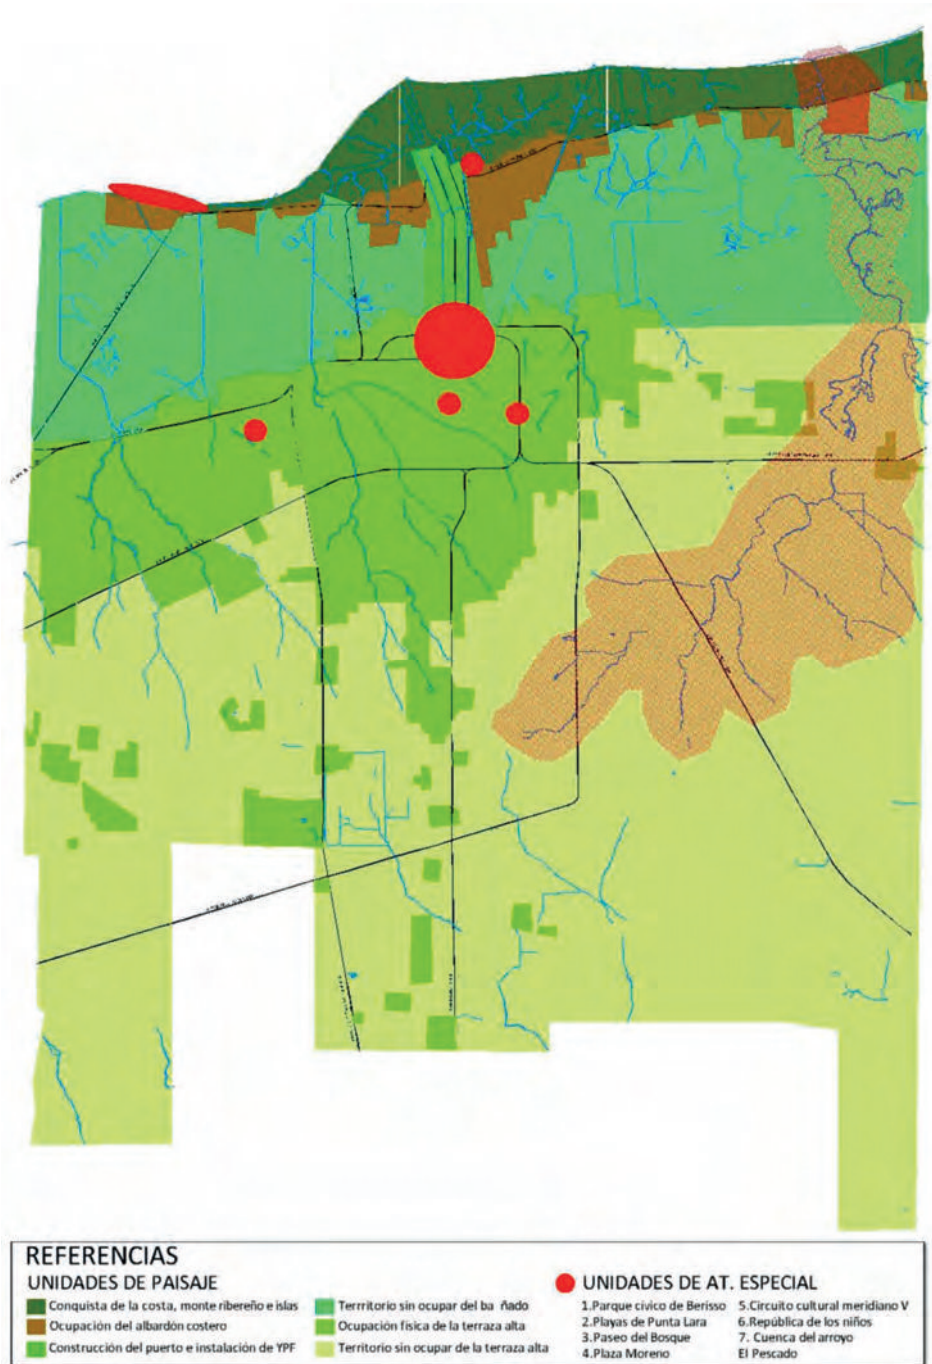 REFERENCIAS
UNIDADES DE PAISAJE
Conquista de la costa, monte ribereño e islas
Ocupación del albardón costero
Construcción del puerto e instalación de YPF
Terrritorio sin ocupar del ba ñado
Ocupación física de la terraza alta
Territorio sin ocupar de la terraza alta
UNIDADES DE AT. ESPECIAL
1.Parque cívico de Berisso
2.Playas de Punta Lara
3.Paseo del Bosque
4.Plaza Moreno
5.Circuito cultural meridiano V
6.República de los niños
7. Cuenca del arroyo
El Pescado